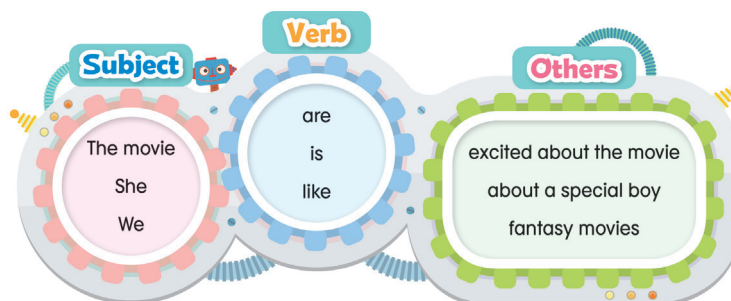 Subject
The movie
She
We
Verb
are
is
like
Others
excited about the movie
about a special boy
fantasy movies